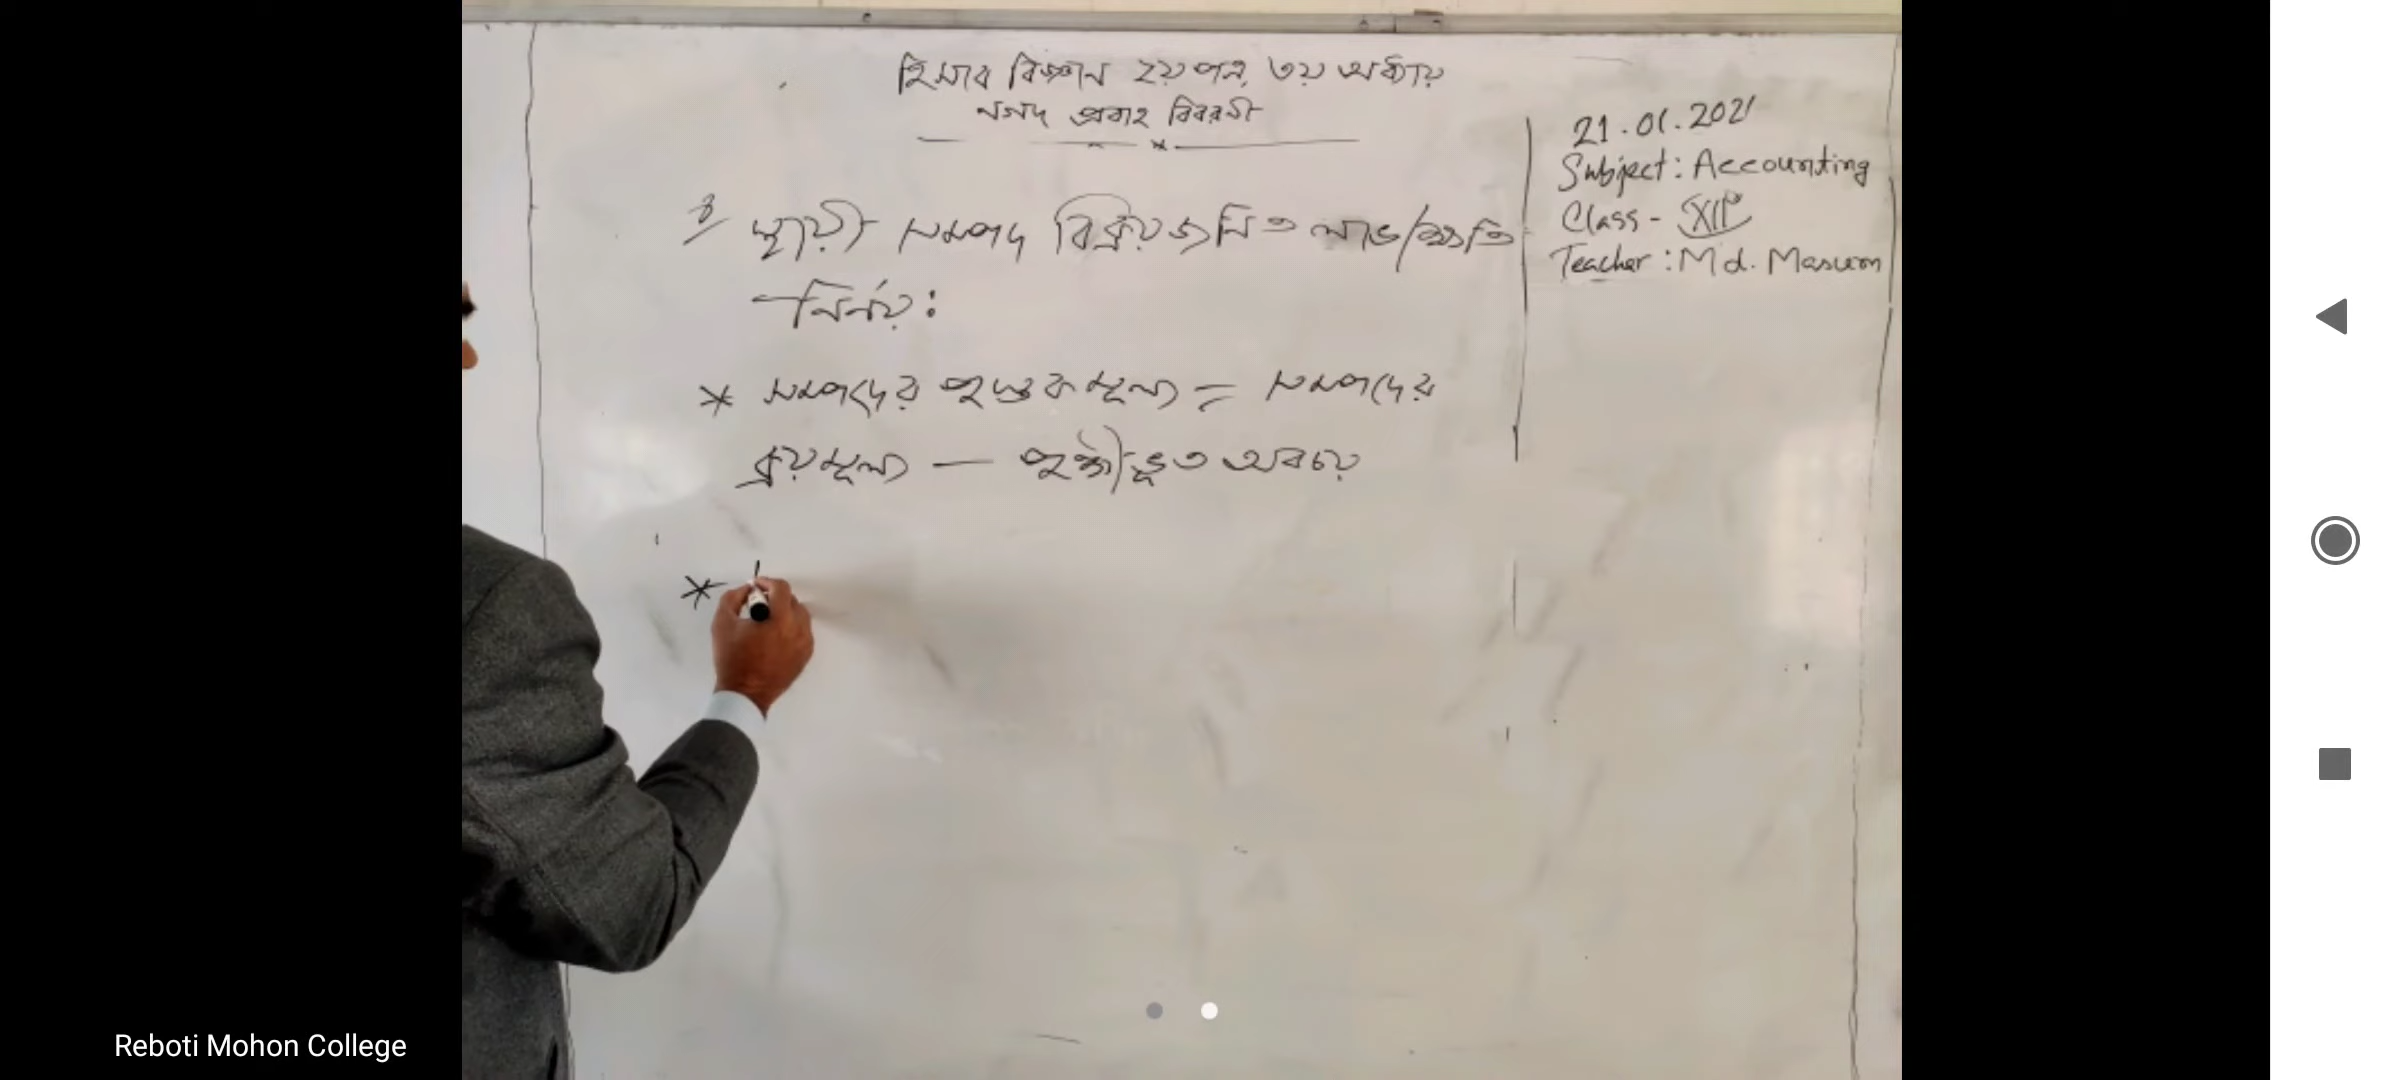 হিসাব বিজ্ঞান ২য় পত্র, ৩য় অধ্যায়
নগদ প্রবাহ বিবরণী
স্থায়ী সম্পদ বিক্রয় জনিত লাভ/ক্ষতি
নির্ণয়:
* সম্পদের পুস্তক মূল্য = সম্পদের
ক্রয়মূল্য — পুঞ্জীভূত অবচয়
*
21.01.2021
Subject: Accounting
Class - XII
Teacher: Md. Masum
Reboti Mohon College